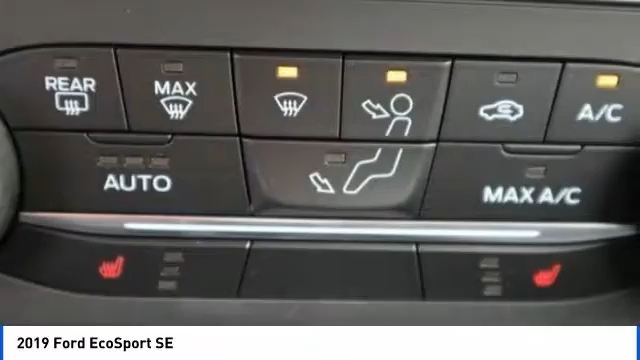 REAR
MAX
A/C
AUTO
MAX A/C
2019 Ford EcoSport SE